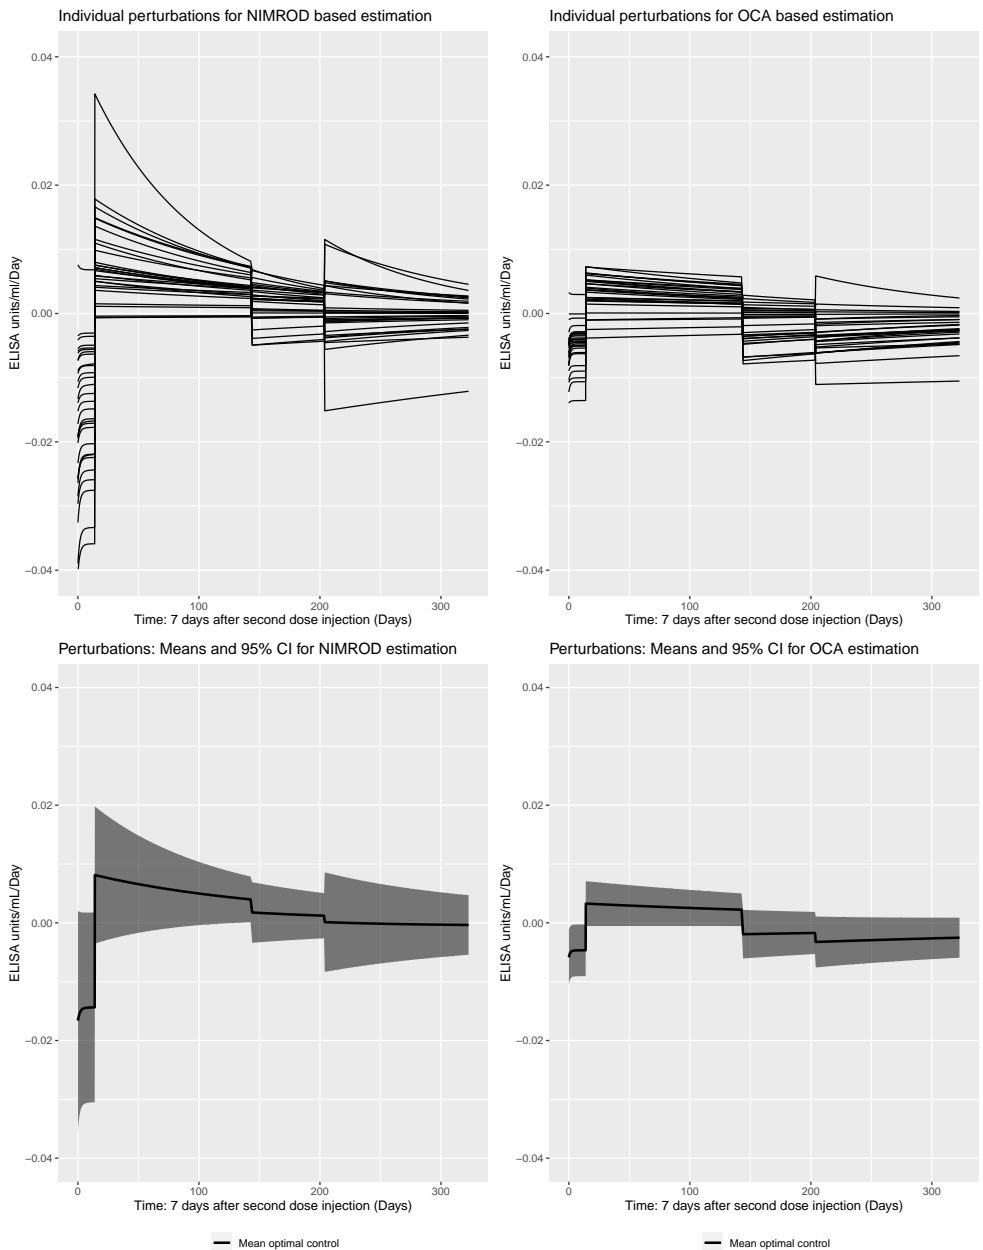 Individual perturbations for NIMROD based estimation
ELISA units/ml/Day
0.04
0.02
0.00
−0.02
−0.04
0 100 200 300
Time: 7 days after second dose injection (Days)
Individual perturbations for OCA based estimation
ELISA units/ml/Day
0.04
0.02
0.00
−0.02
−0.04
0 100 200 300
Time: 7 days after second dose injection (Days)
Perturbations: Means and 95% CI for NIMROD estimation
ELISA units/mL/Day
0.04
0.02
0.00
−0.02
−0.04
0 100 200 300
Time: 7 days after second dose injection (Days)
Mean optimal control
Perturbations: Means and 95% CI for OCA estimation
ELISA units/mL/Day
0.04
0.02
0.00
−0.02
−0.04
0 100 200 300
Time: 7 days after second dose injection (Days)
Mean optimal control